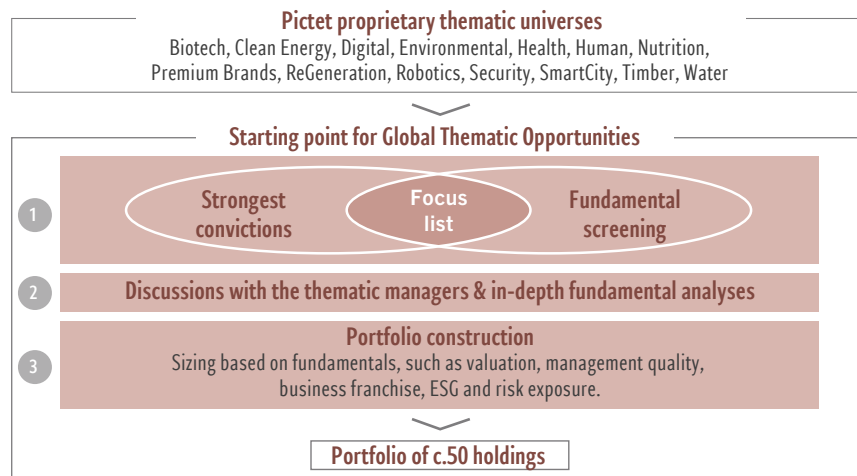 Pictet proprietary thematic universes
Biotech, Clean Energy, Digital, Environmental, Health, Human, Nutrition,
Premium Brands, ReGeneration, Robotics, Security, SmartCity, Timber, Water
Starting point for Global Thematic Opportunities
1
Strongest
convictions
Focus
list
Fundamental
screening
2
Discussions with the thematic managers & in-depth fundamental analyses
3
Portfolio construction
Sizing based on fundamentals, such as valuation, management quality,
business franchise, ESG and risk exposure.
Portfolio of c.50 holdings